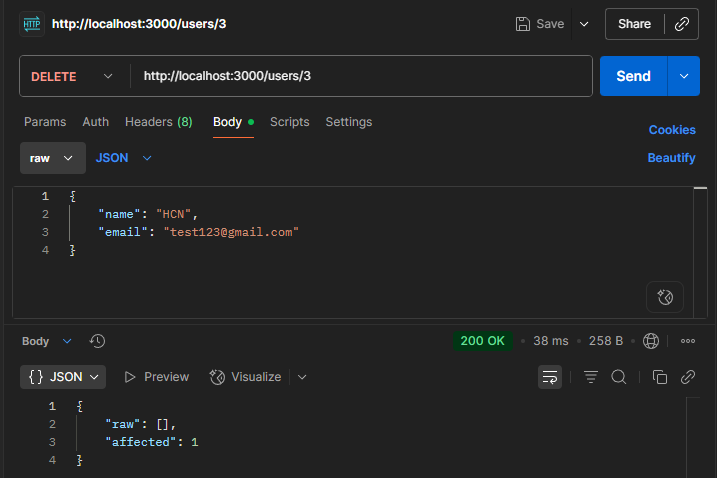 HTTP http://localhost:3000/users/3 Save Share
DELETE http://localhost:3000/users/3 Send
Params Auth Headers (8) Body Scripts Settings Cookies
raw JSON Beautify
1 {
2 "name": "HCN",
3 "email": "test123@gmail.com"
4 }
Body 200 OK • 38 ms • 258 B
{} JSON Preview Visualize
1 {
2 "raw": [],
3 "affected": 1
4 }